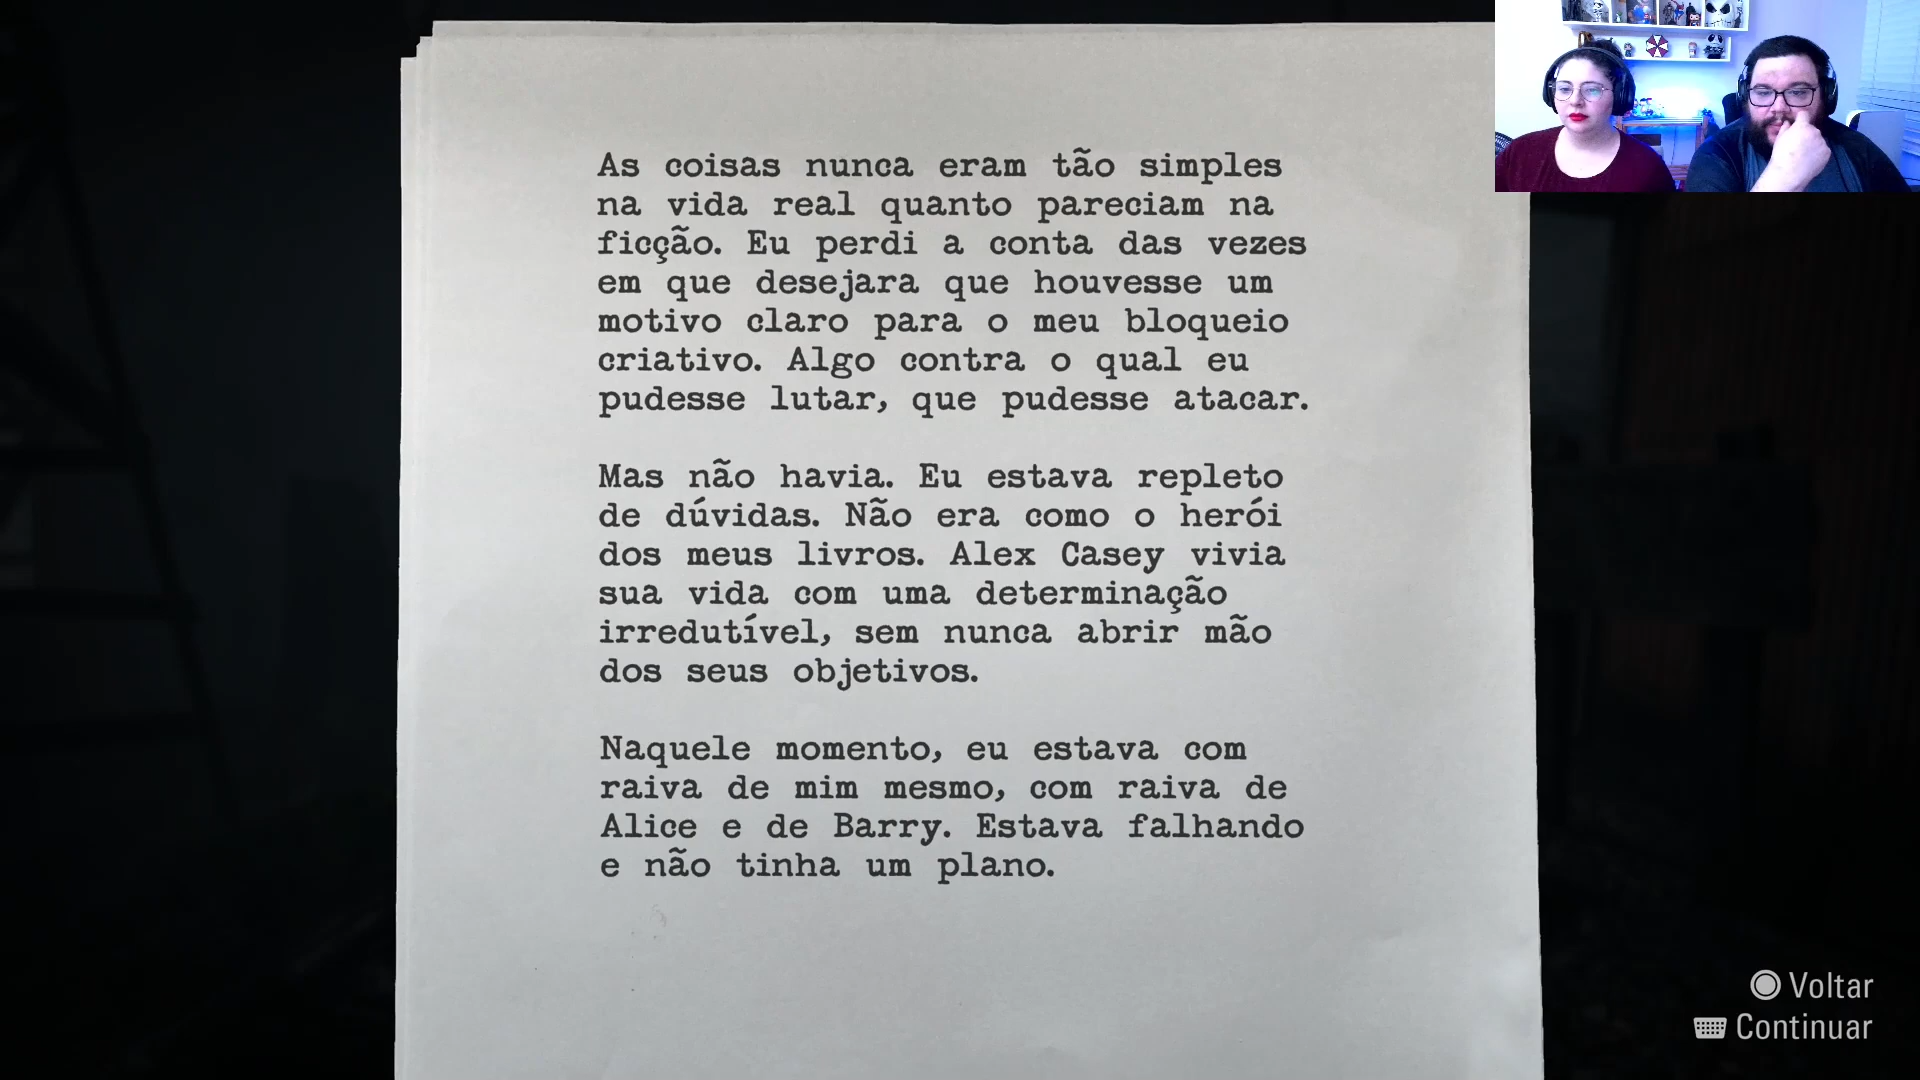 As coisas nunca eram tão simples
na vida real quanto pareciam na
ficção. Eu perdi a conta das vezes
em que desejara que houvesse um
motivo claro para o meu bloqueio
criativo. Algo contra o qual eu
pudesse lutar, que pudesse atacar.
Mas não havia. Eu estava repleto
de dúvidas. Não era como o herói
dos meus livros. Alex Casey vivia
sua vida com uma determinação
irredutível, sem nunca abrir mão
dos seus objetivos.
Naquele momento, eu estava com
raiva de mim mesmo, com raiva de
Alice e de Barry. Estava falhando
e não tinha um plano.
Voltar
Continuar